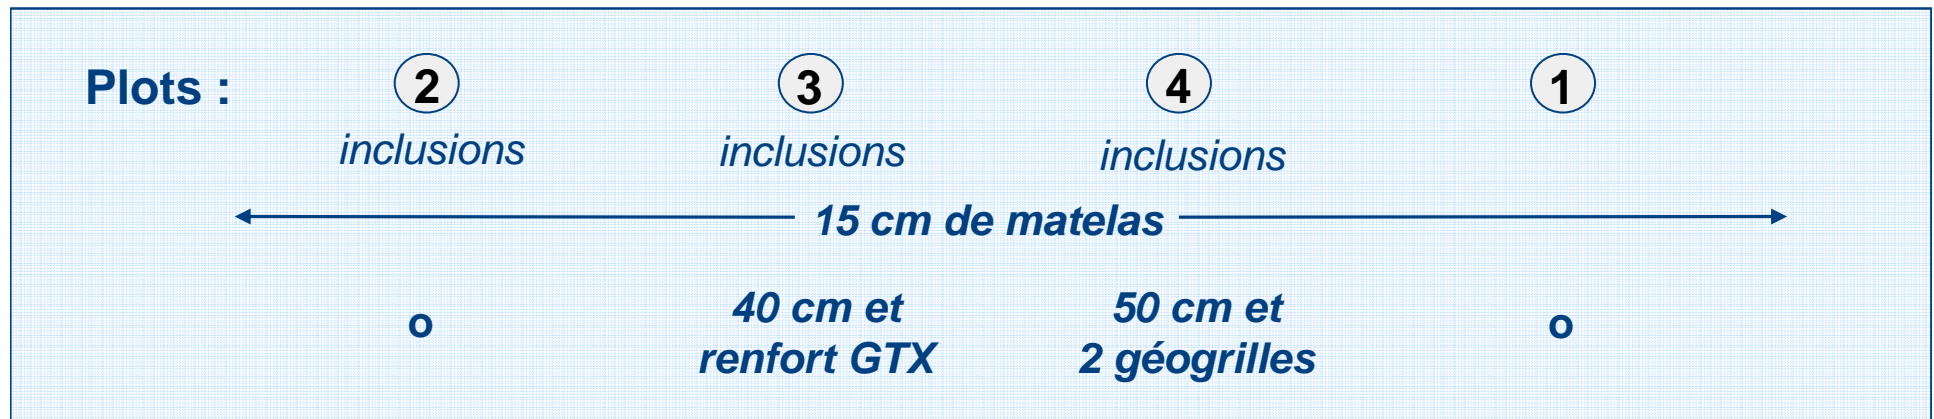 Plots : 2 3 4 1
inclusions inclusions inclusions
15 cm de matelas
o 40 cm et renfort GTX 50 cm et 2 géogrilles o